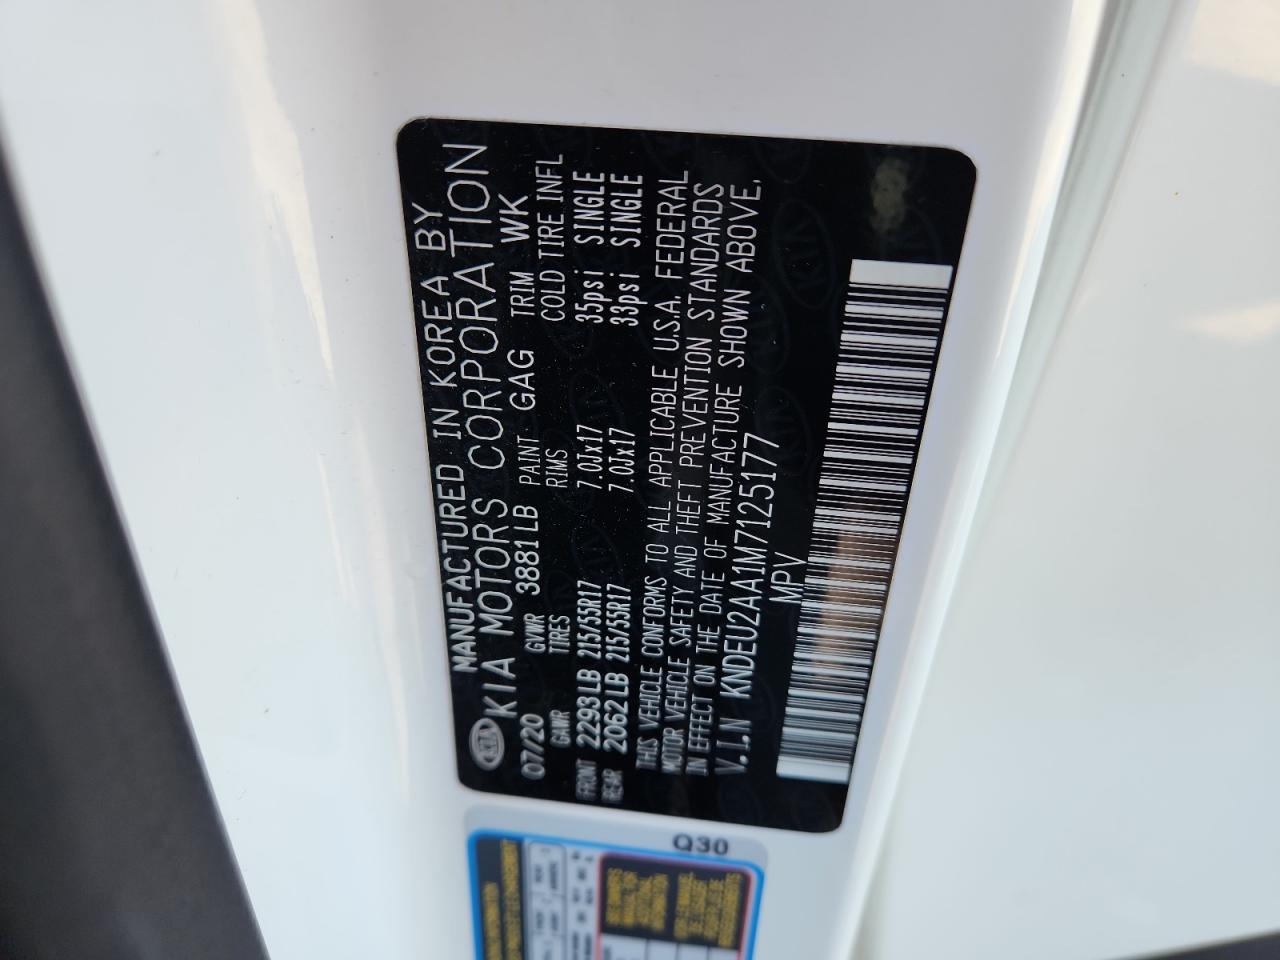 MANUFACTURED IN KOREA BY
KIA KIA MOTORS CORPORATION
07/20 GVWR 3881LB PAINT GAG TRIM WK
GAWR TIRES RIMS COLD TIRE INFL
FRONT 2293LB 215/55R17 7.0Jx17 35psi SINGLE
REAR 2062LB 215/55R17 7.0Jx17 33psi SINGLE
THIS VEHICLE CONFORMS TO ALL APPLICABLE U.S.A. FEDERAL
MOTOR VEHICLE SAFETY AND THEFT PREVENTION STANDARDS
IN EFFECT ON THE DATE OF MANUFACTURE SHOWN ABOVE.
V.I.N KNDEU2AA1M7125177
MPV
Q30